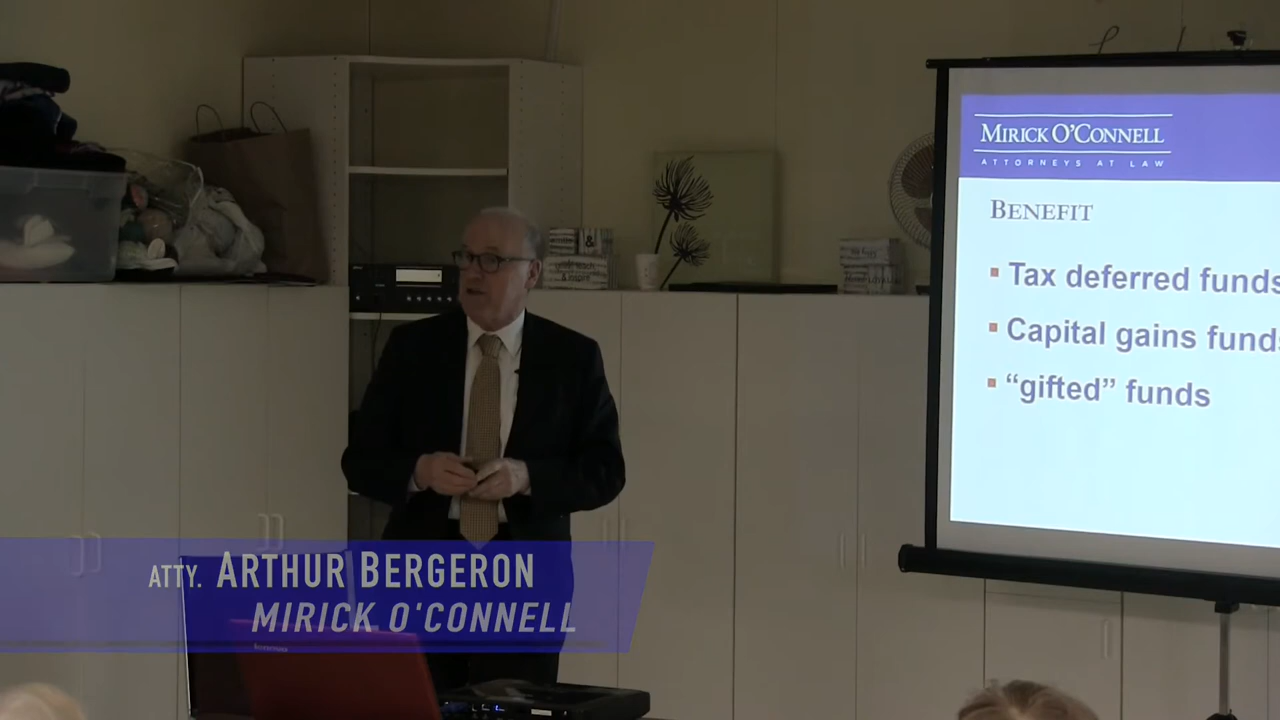 MIRICK O'CONNELL
ATTORNEYS AT LAW
BENEFIT
Tax deferred funds
Capital gains funds
“gifted” funds
&
ATTY. ARTHUR BERGERON
MIRICK O'CONNELL
lenovo